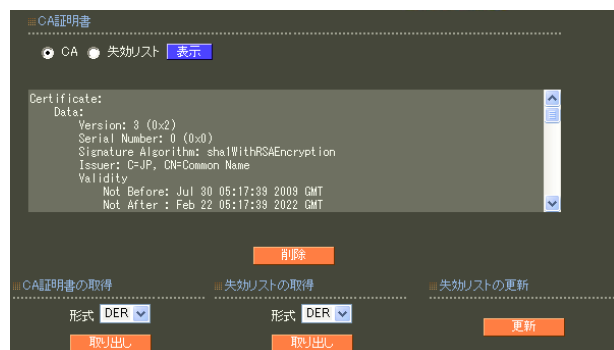 CA証明書
CA 失効リスト 表示
Certificate:
Data:
Version: 3 (0x2)
Serial Number: 0 (0x0)
Signature Algorithm: sha1WithRSAEncryption
Issuer: C=JP, CN=Common Name
Validity
Not Before: Jul 30 05:17:39 2009 GMT
Not After : Feb 22 05:17:39 2022 GMT
削除
CA証明書の取得 失効リストの取得 失効リストの更新
形式 DER 形式 DER 更新
取り出し 取り出し